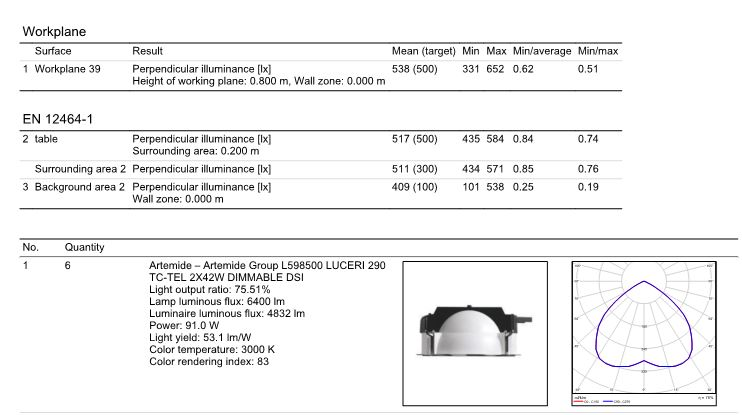 Workplane
Surface Result Mean (target) Min Max Min/average Min/max
1 Workplane 39 Perpendicular illuminance [lx] 538 (500) 331 652 0.62 0.51
Height of working plane: 0.800 m, Wall zone: 0.000 m
EN 12464-1
2 table Perpendicular illuminance [lx] 517 (500) 435 584 0.84 0.74
Surrounding area: 0.200 m
Surrounding area 2 Perpendicular illuminance [lx] 511 (300) 434 571 0.85 0.76
3 Background area 2 Perpendicular illuminance [lx] 409 (100) 101 538 0.25 0.19
Wall zone: 0.000 m
No. Quantity
1 6 Artemide – Artemide Group L598500 LUCERI 290
TC-TEL 2X42W DIMMABLE DSI
Light output ratio: 75.51%
Lamp luminous flux: 6400 lm
Luminaire luminous flux: 4832 lm
Power: 91.0 W
Light yield: 53.1 lm/W
Color temperature: 3000 K
Color rendering index: 83